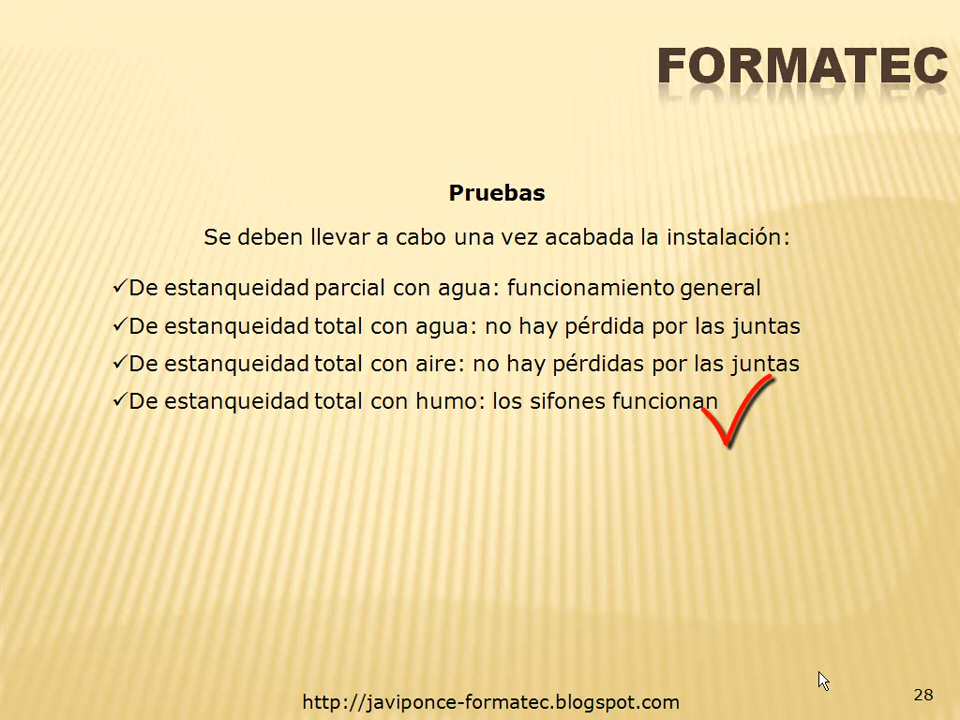 FORMATEC
Pruebas
Se deben llevar a cabo una vez acabada la instalación:
✓De estanqueidad parcial con agua: funcionamiento general
✓De estanqueidad total con agua: no hay pérdida por las juntas
✓De estanqueidad total con aire: no hay pérdidas por las juntas
✓De estanqueidad total con humo: los sifones funcionan
http://javiponce-formatec.blogspot.com
28